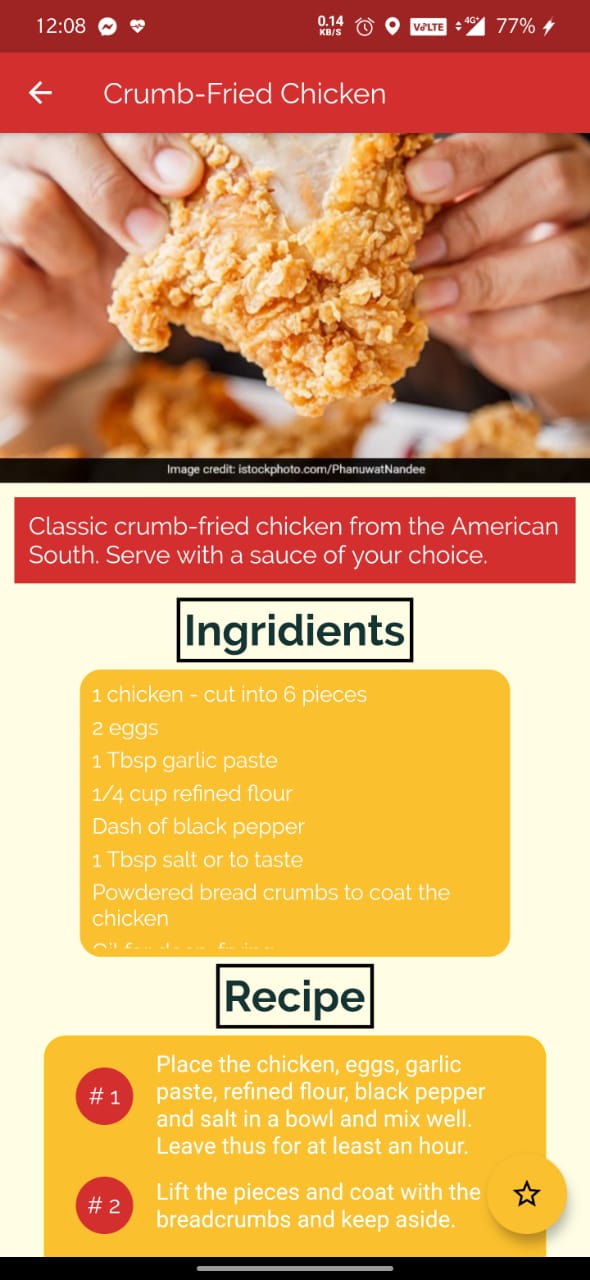 12:08 0.14 KB/S VoLTE 4G+ 77%
Crumb-Fried Chicken
Image credit: istockphoto.com/PhanuwatNandee
Classic crumb-fried chicken from the American
South. Serve with a sauce of your choice.
Ingridients
1 chicken - cut into 6 pieces
2 eggs
1 Tbsp garlic paste
1/4 cup refined flour
Dash of black pepper
1 Tbsp salt or to taste
Powdered bread crumbs to coat the
chicken
Oil for deep-frying
Recipe
# 1
Place the chicken, eggs, garlic
paste, refined flour, black pepper
and salt in a bowl and mix well.
Leave thus for at least an hour.
# 2
Lift the pieces and coat with the
breadcrumbs and keep aside.